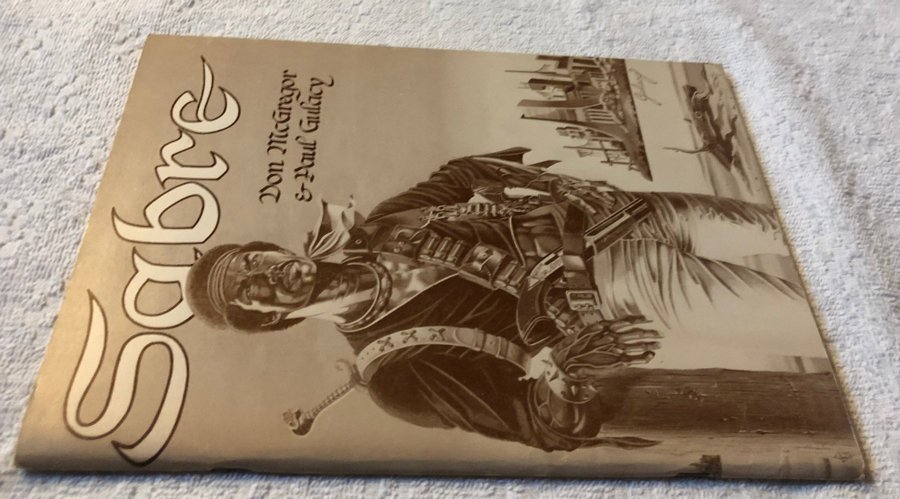 Sabre
Don McGregor
& Paul Gulacy